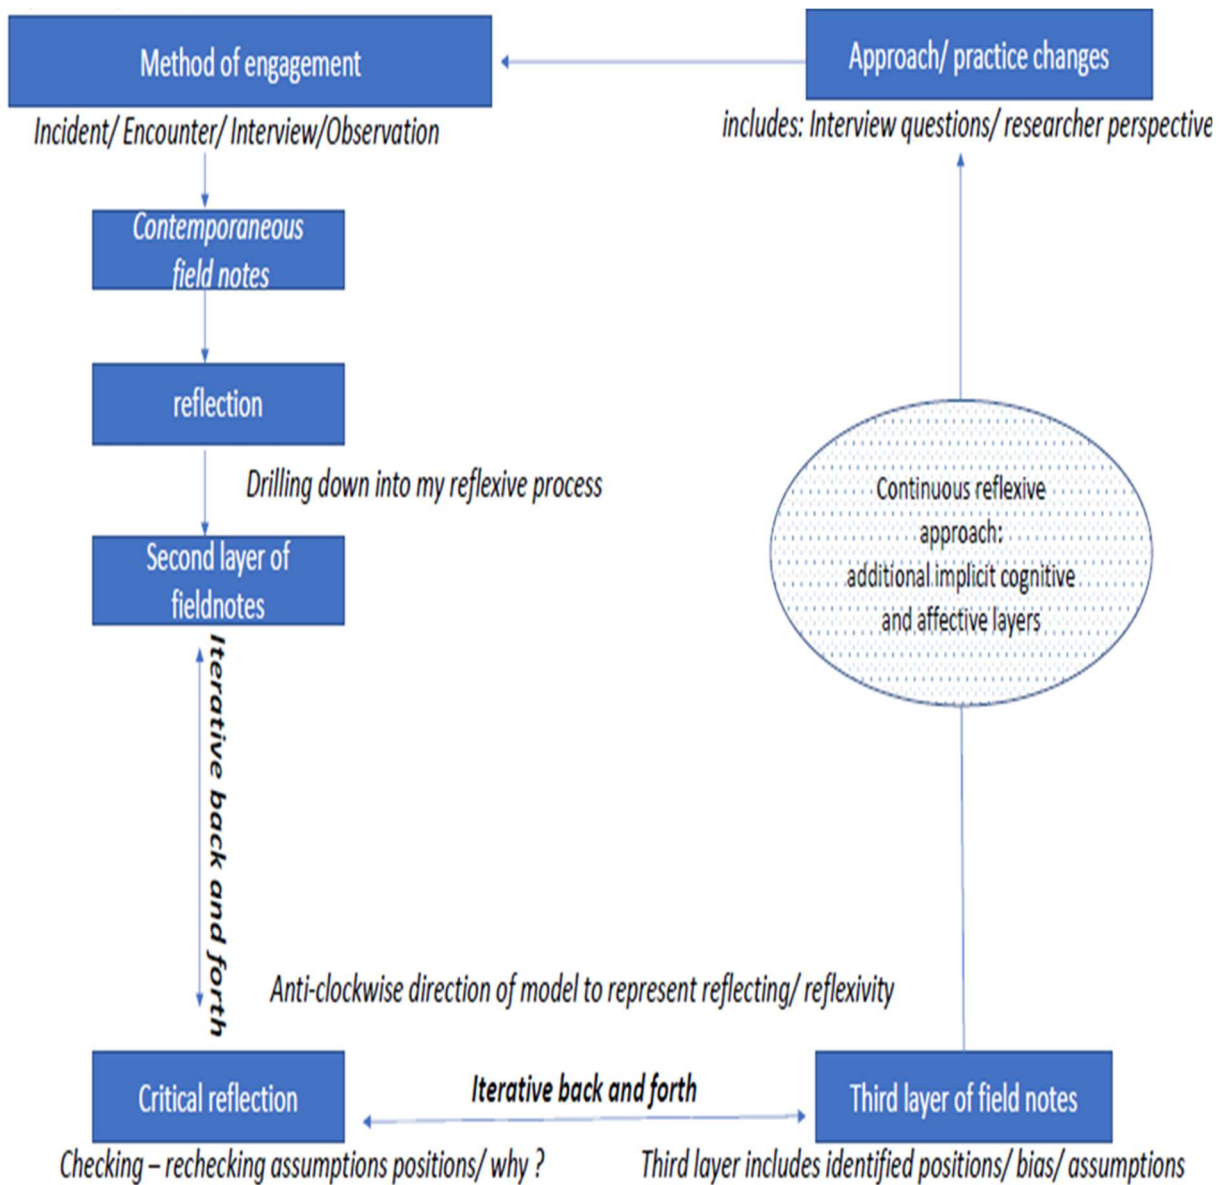 Method of engagement
Approach/ practice changes
Incident/ Encounter/ Interview/Observation
includes: Interview questions/ researcher perspective
Contemporaneous
field notes
reflection
Drilling down into my reflexive process
Second layer of
fieldnotes
Continuous reflexive
approach:
additional implicit cognitive
and affective layers
Iterative back and forth
Anti-clockwise direction of model to represent reflecting/ reflexivity
Critical reflection
Iterative back and forth
Third layer of field notes
Checking – rechecking assumptions positions/ why ?
Third layer includes identified positions/ bias/ assumptions